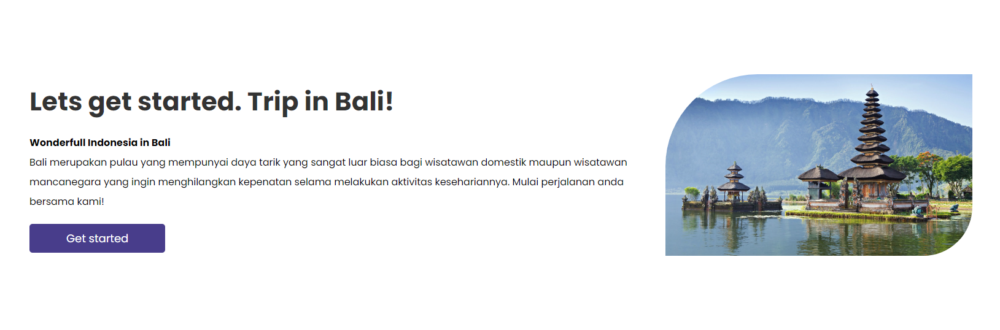 Lets get started. Trip in Bali!
Wonderfull Indonesia in Bali
Bali merupakan pulau yang mempunyai daya tarik yang sangat luar biasa bagi wisatawan domestik maupun wisatawan
mancanegara yang ingin menghilangkan kepenatan selama melakukan aktivitas kesehariannya. Mulai perjalanan anda
bersama kami!
Get started